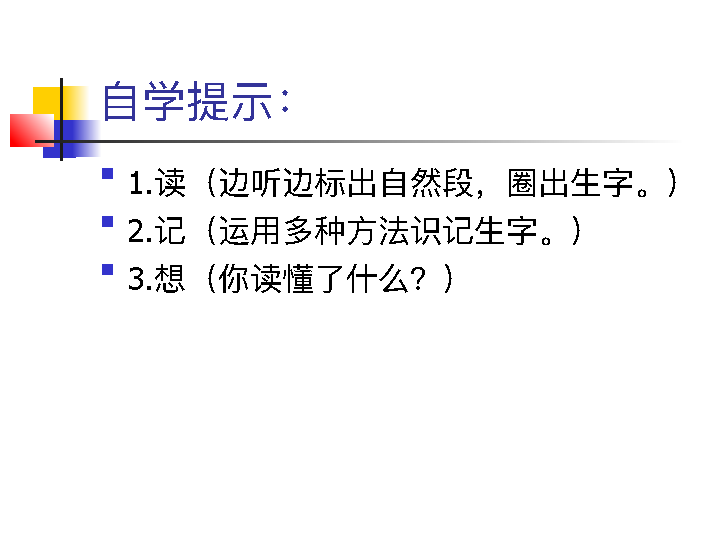 自学提示：
1.读（边听边标出自然段，圈出生字。）
2.记（运用多种方法识记生字。）
3.想（你读懂了什么？）